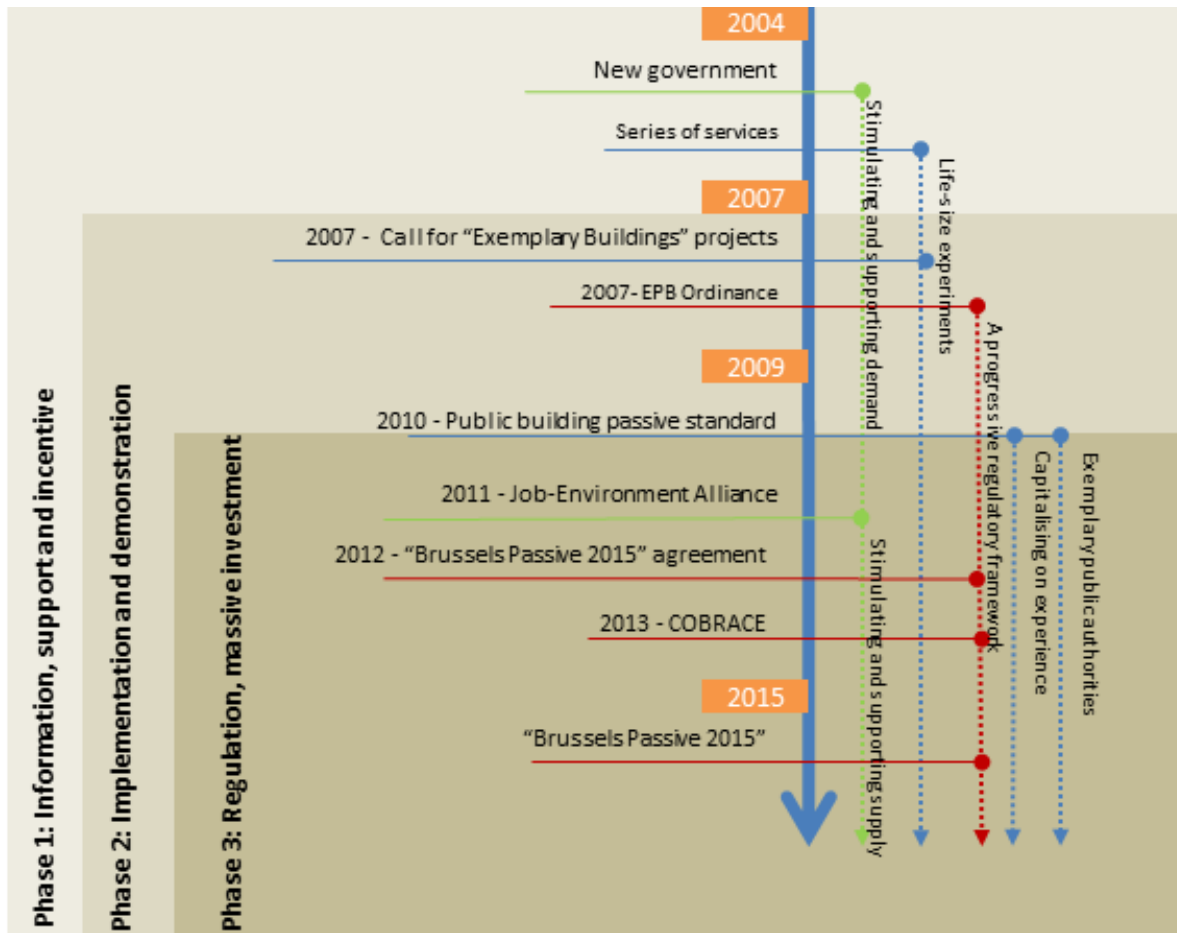 2004
New government
Series of services
2007
2007 - Call for “Exemplary Buildings” projects
2007- EPB Ordinance
2009
2010 - Public building passive standard
2011 - Job-Environment Alliance
2012 - “Brussels Passive 2015” agreement
2013 - COBRACE
2015
“Brussels Passive 2015”
Stimulating and supporting demand
Stimulating and supporting supply
Life-size experiments
A progressive regulatory framework
Capitalising on experience
Exemplary public authorities
Phase 1: Information, support and incentive
Phase 2: Implementation and demonstration
Phase 3: Regulation, massive investment